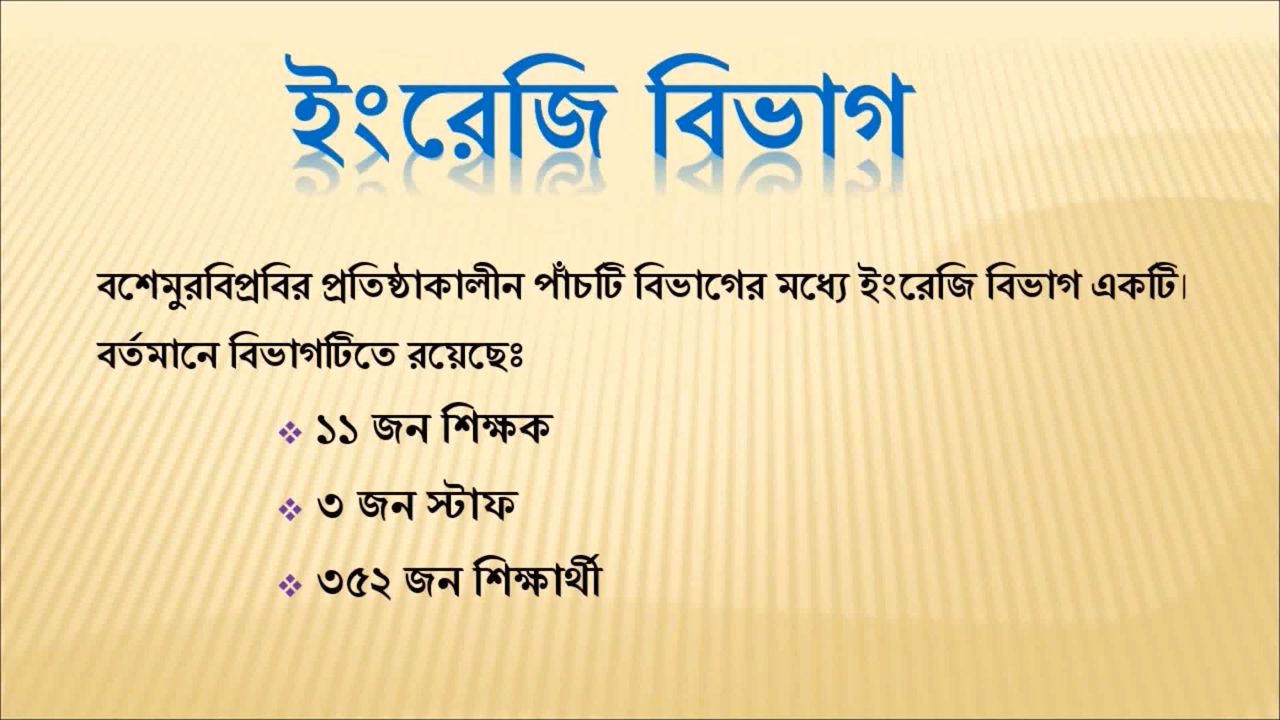 ইংরেজি বিভাগ
বশেমুরবিপ্রবির প্রতিষ্ঠাকালীন পাঁচটি বিভাগের মধ্যে ইংরেজি বিভাগ একটি।
বর্তমানে বিভাগটিতে রয়েছেঃ
❖ ১১ জন শিক্ষক
❖ ৩ জন স্টাফ
❖ ৩৫২ জন শিক্ষার্থী